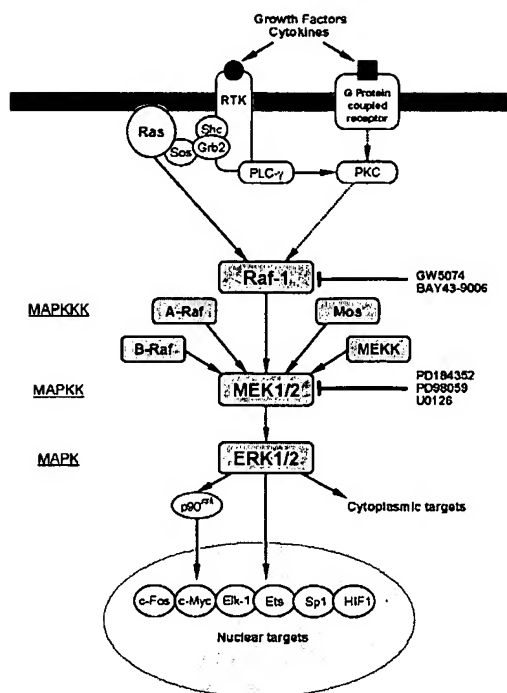 Growth Factors
Cytokines
RTK
G Protein
coupled
receptor
Ras
Shc
Sos
Grb2
PLC-γ
PKC
Raf-1
GW5074
BAY43-9006
MAPKKK
A-Raf
Mos
B-Raf
MEKK
MAPKK
MEK1/2
PD184352
PD98059
U0126
MAPK
ERK1/2
p90rsk
Cytoplasmic targets
c-Fos
c-Myc
Elk-1
Ets
Sp1
HIF1
Nuclear targets